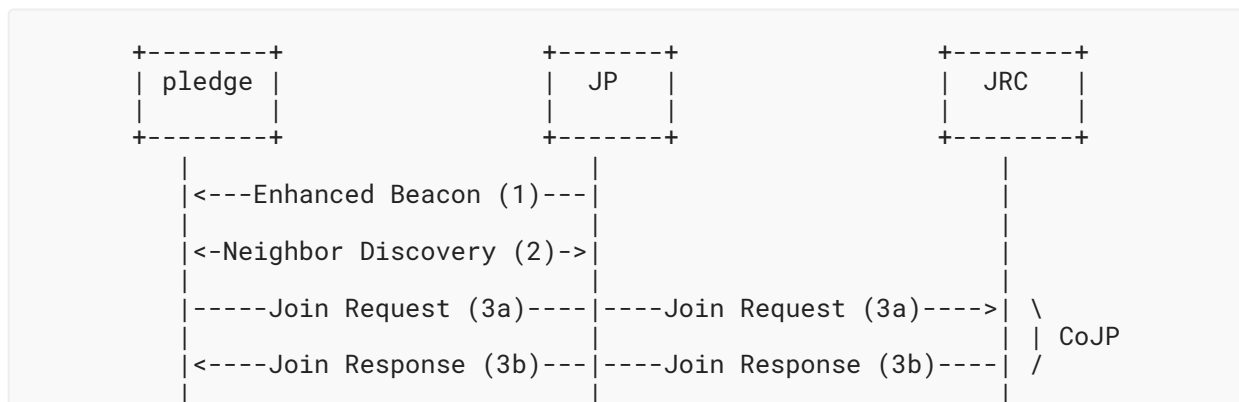 +--------+                 +-------+                 +--------+
| pledge |                 |  JP   |                 |  JRC   |
|        |                 |       |                 |        |
+--------+                 +-------+                 +--------+
   |                          |                          |
   |<---Enhanced Beacon (1)---|                          |
   |                          |                          |
   |<-Neighbor Discovery (2)->|                          |
   |                          |                          |
   |-----Join Request (3a)----|----Join Request (3a)---->| \
   |                          |                          | | CoJP
   |<----Join Response (3b)---|----Join Response (3b)----| /
   |                          |                          |